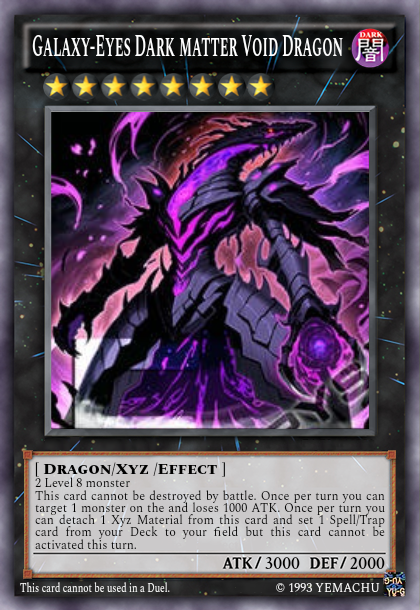 GALAXY-EYES DARK MATTER VOID DRAGON
DARK
闇
[ DRAGON/XYZ /EFFECT ]
2 Level 8 monster
This card cannot be destroyed by battle. Once per turn you can
target 1 monster on the and loses 1000 ATK. Once per turn you
can detach 1 Xyz Material from this card and set 1 Spell/Trap
card from your Deck to your field but this card cannot be
activated this turn.
ATK/ 3000 DEF/ 2000
This card cannot be used in a Duel.
© 1993 YEMACHU